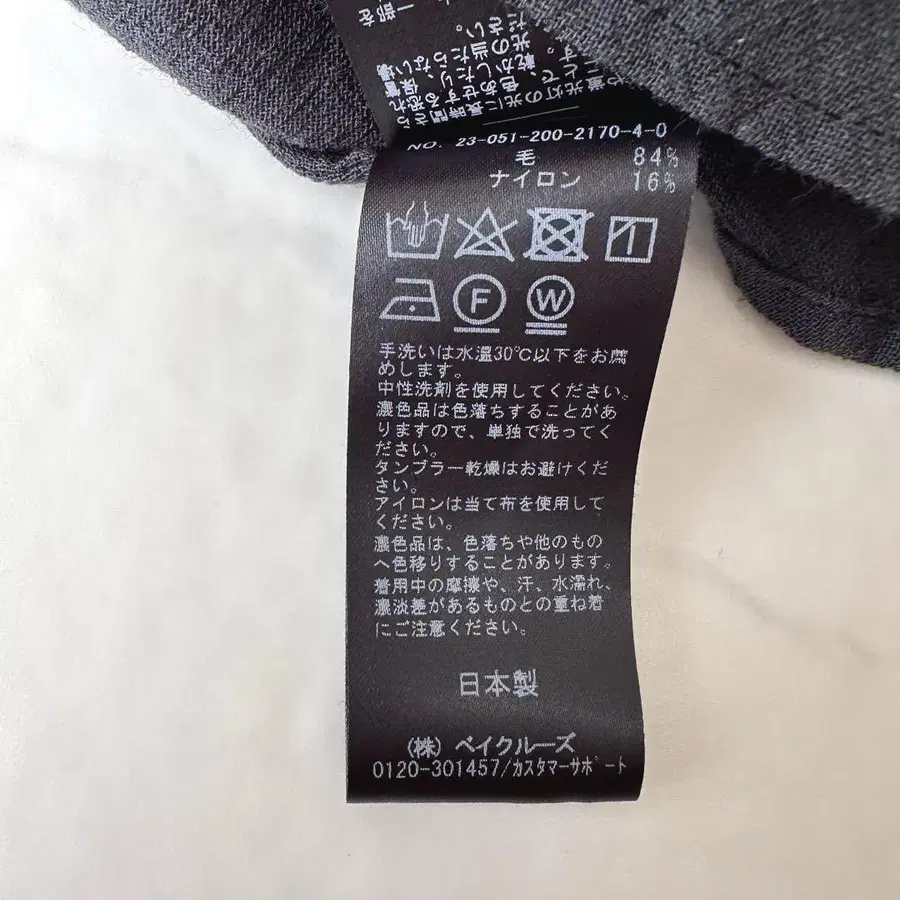 NO. 23-051-200-2170-4-0
毛 84%
ナイロン 16%
F W
手洗いは水温30℃以下をお薦
めします。
中性洗剤を使用してください。
濃色品は色落ちすることがあ
りますので、単独で洗ってく
ださい。
タンブラー乾燥はお避けくだ
さい。
アイロンは当て布を使用して
ください。
濃色品は、色落ちや他のもの
へ色移りすることがあります。
着用中の摩擦や、汗、水濡れ、
濃淡差があるものとの重ね着
にご注意ください。
日本製
(株) ベイクルーズ
0120-301457/カスタマーサポート